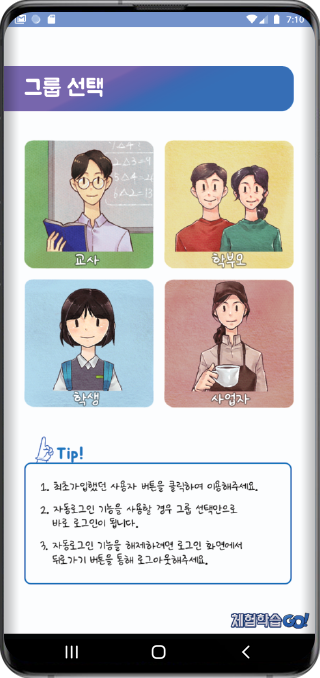 7:10
그룹 선택
교사
학부모
학생
사업자
Tip!
1. 최초가입했던 사용자 버튼을 클릭하여 이용해주세요.
2. 자동로그인 기능을 사용할 경우 그룹 선택만으로
바로 로그인이 됩니다.
3. 자동로그인 기능을 해제하려면 로그인 화면에서
뒤로가기 버튼을 통해 로그아웃해주세요.
체험학습GO!